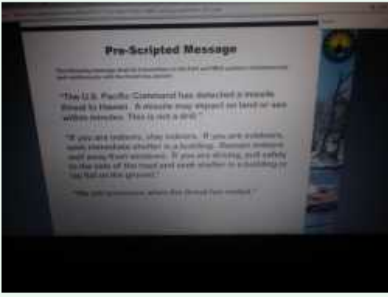 Pre-Scripted Message
"The U.S. Pacific Command has detected a missile
threat to Hawaii. A missile may impact on land or sea
within minutes. This is not a drill."
"If you are indoors, stay indoors. If you are outdoors,
seek immediate shelter in a building. Remain indoors
well away from windows. If you are driving, pull safely
to the side of the road and seek shelter in a building or
lay flat on the ground."
"We will announce when the threat has ended."